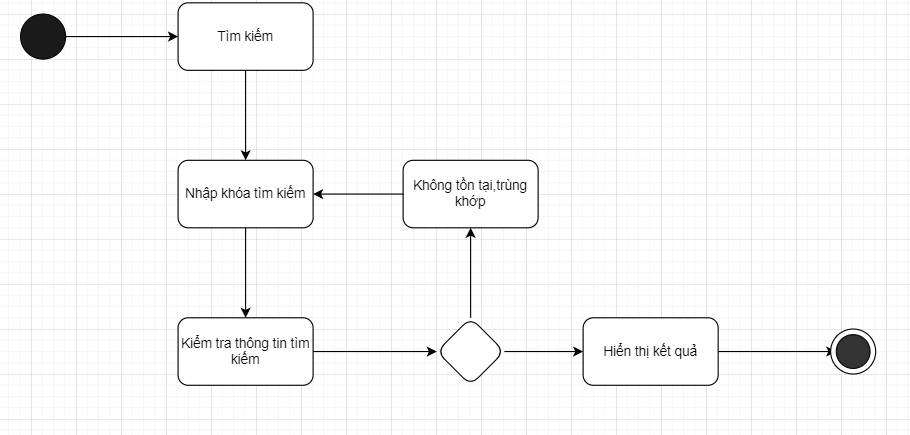 Tìm kiếm
Nhập khóa tìm kiếm
Không tồn tại,trùng
khớp
Kiểm tra thông tin tìm
kiếm
Hiển thị kết quả